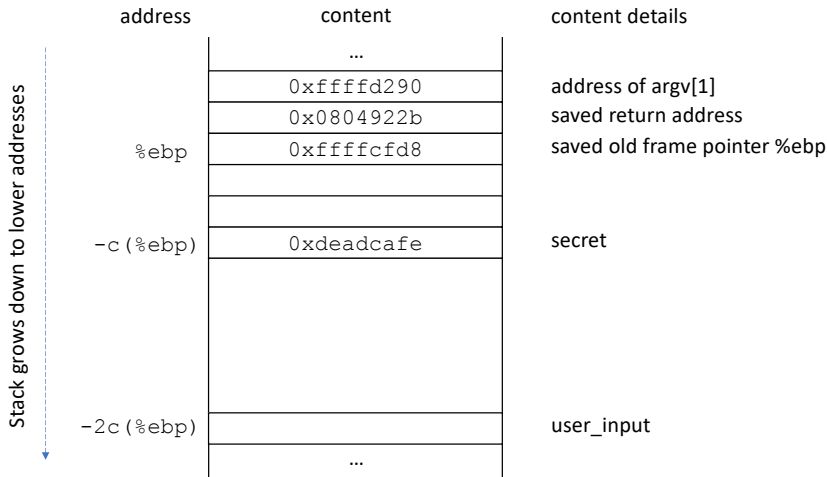 address content content details
…
0xffffd290 address of argv[1]
0x0804922b saved return address
%ebp 0xffffcfd8 saved old frame pointer %ebp
-c(%ebp) 0xdeadcafe secret
-2c(%ebp) user_input
…
Stack grows down to lower addresses